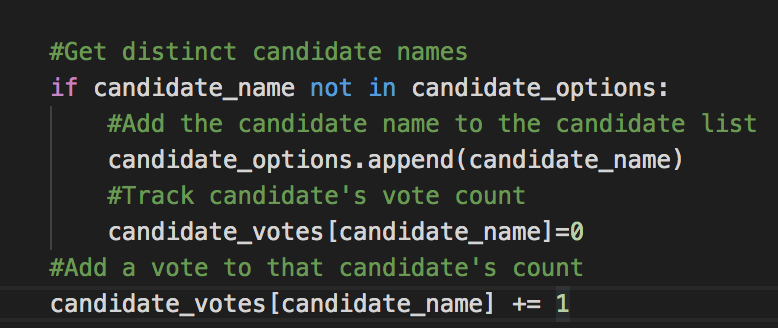 #Get distinct candidate names
if candidate_name not in candidate_options:
#Add the candidate name to the candidate list
candidate_options.append(candidate_name)
#Track candidate's vote count
candidate_votes[candidate_name]=0
#Add a vote to that candidate's count
candidate_votes[candidate_name] += 1